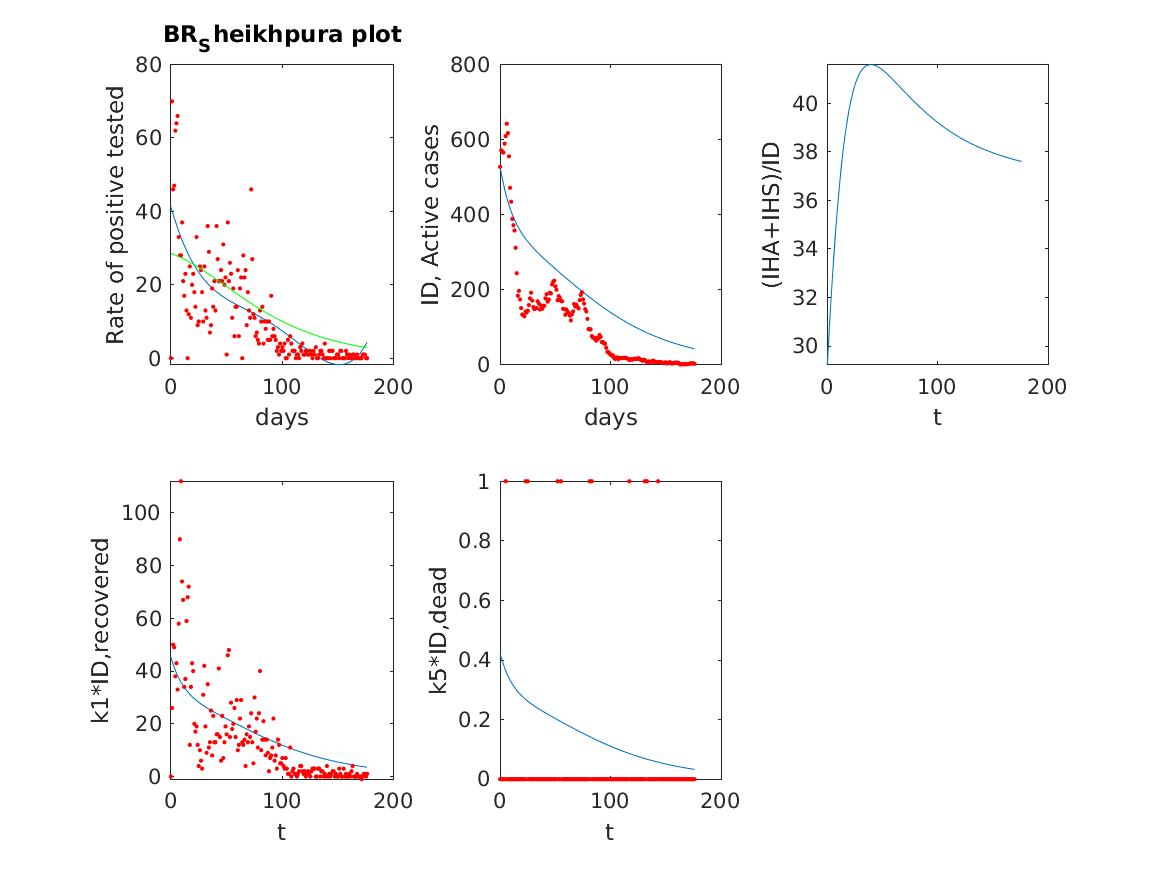 BR_Sheikhpura plot
80
60
40
20
0
0 100 200
Rate of positive tested
days
800
600
400
200
0
0 100 200
ID, Active cases
days
40
38
36
34
32
30
0 100 200
(IHA+IHS)/ID
t
100
80
60
40
20
0
0 100 200
k1*ID,recovered
t
1
0.8
0.6
0.4
0.2
0
0 100 200
k5*ID,dead
t